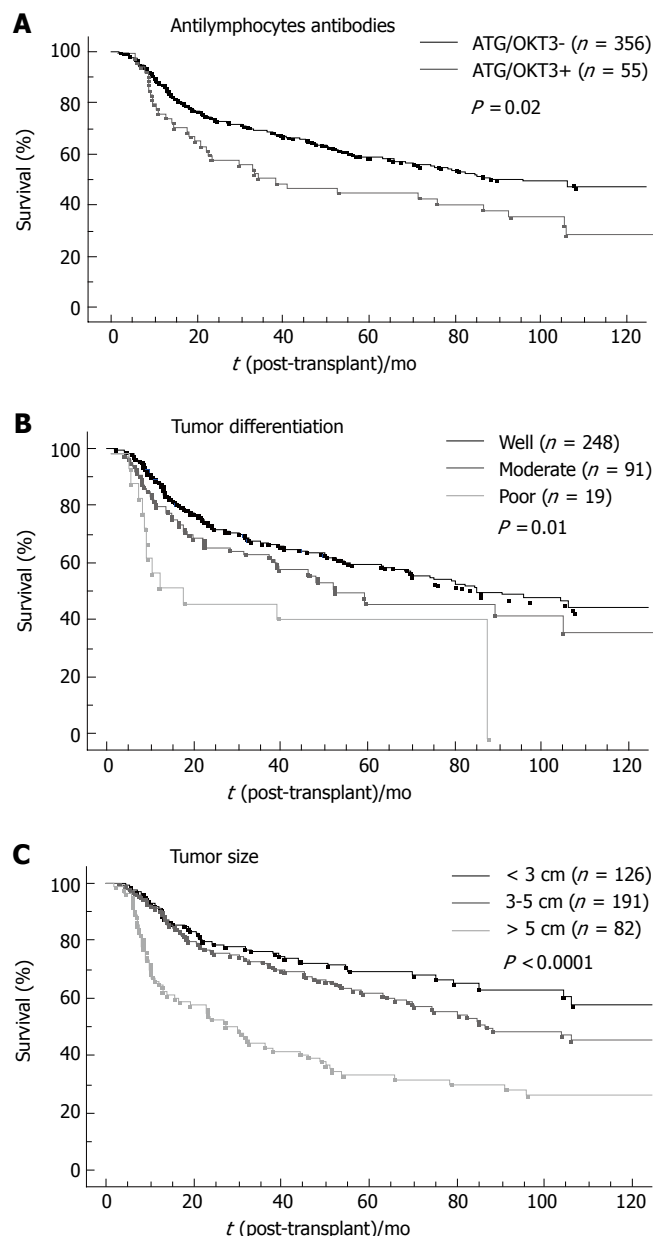 A
Antilymphocytes antibodies
ATG/OKT3- (n = 356)
ATG/OKT3+ (n = 55)
P = 0.02
Survival (%)
100
80
60
40
20
0
0 20 40 60 80 100 120
t (post-transplant)/mo
B
Tumor differentiation
Well (n = 248)
Moderate (n = 91)
Poor (n = 19)
P = 0.01
Survival (%)
100
80
60
40
20
0
0 20 40 60 80 100 120
t (post-transplant)/mo
C
Tumor size
< 3 cm (n = 126)
3-5 cm (n = 191)
> 5 cm (n = 82)
P < 0.0001
Survival (%)
100
80
60
40
20
0
0 20 40 60 80 100 120
t (post-transplant)/mo